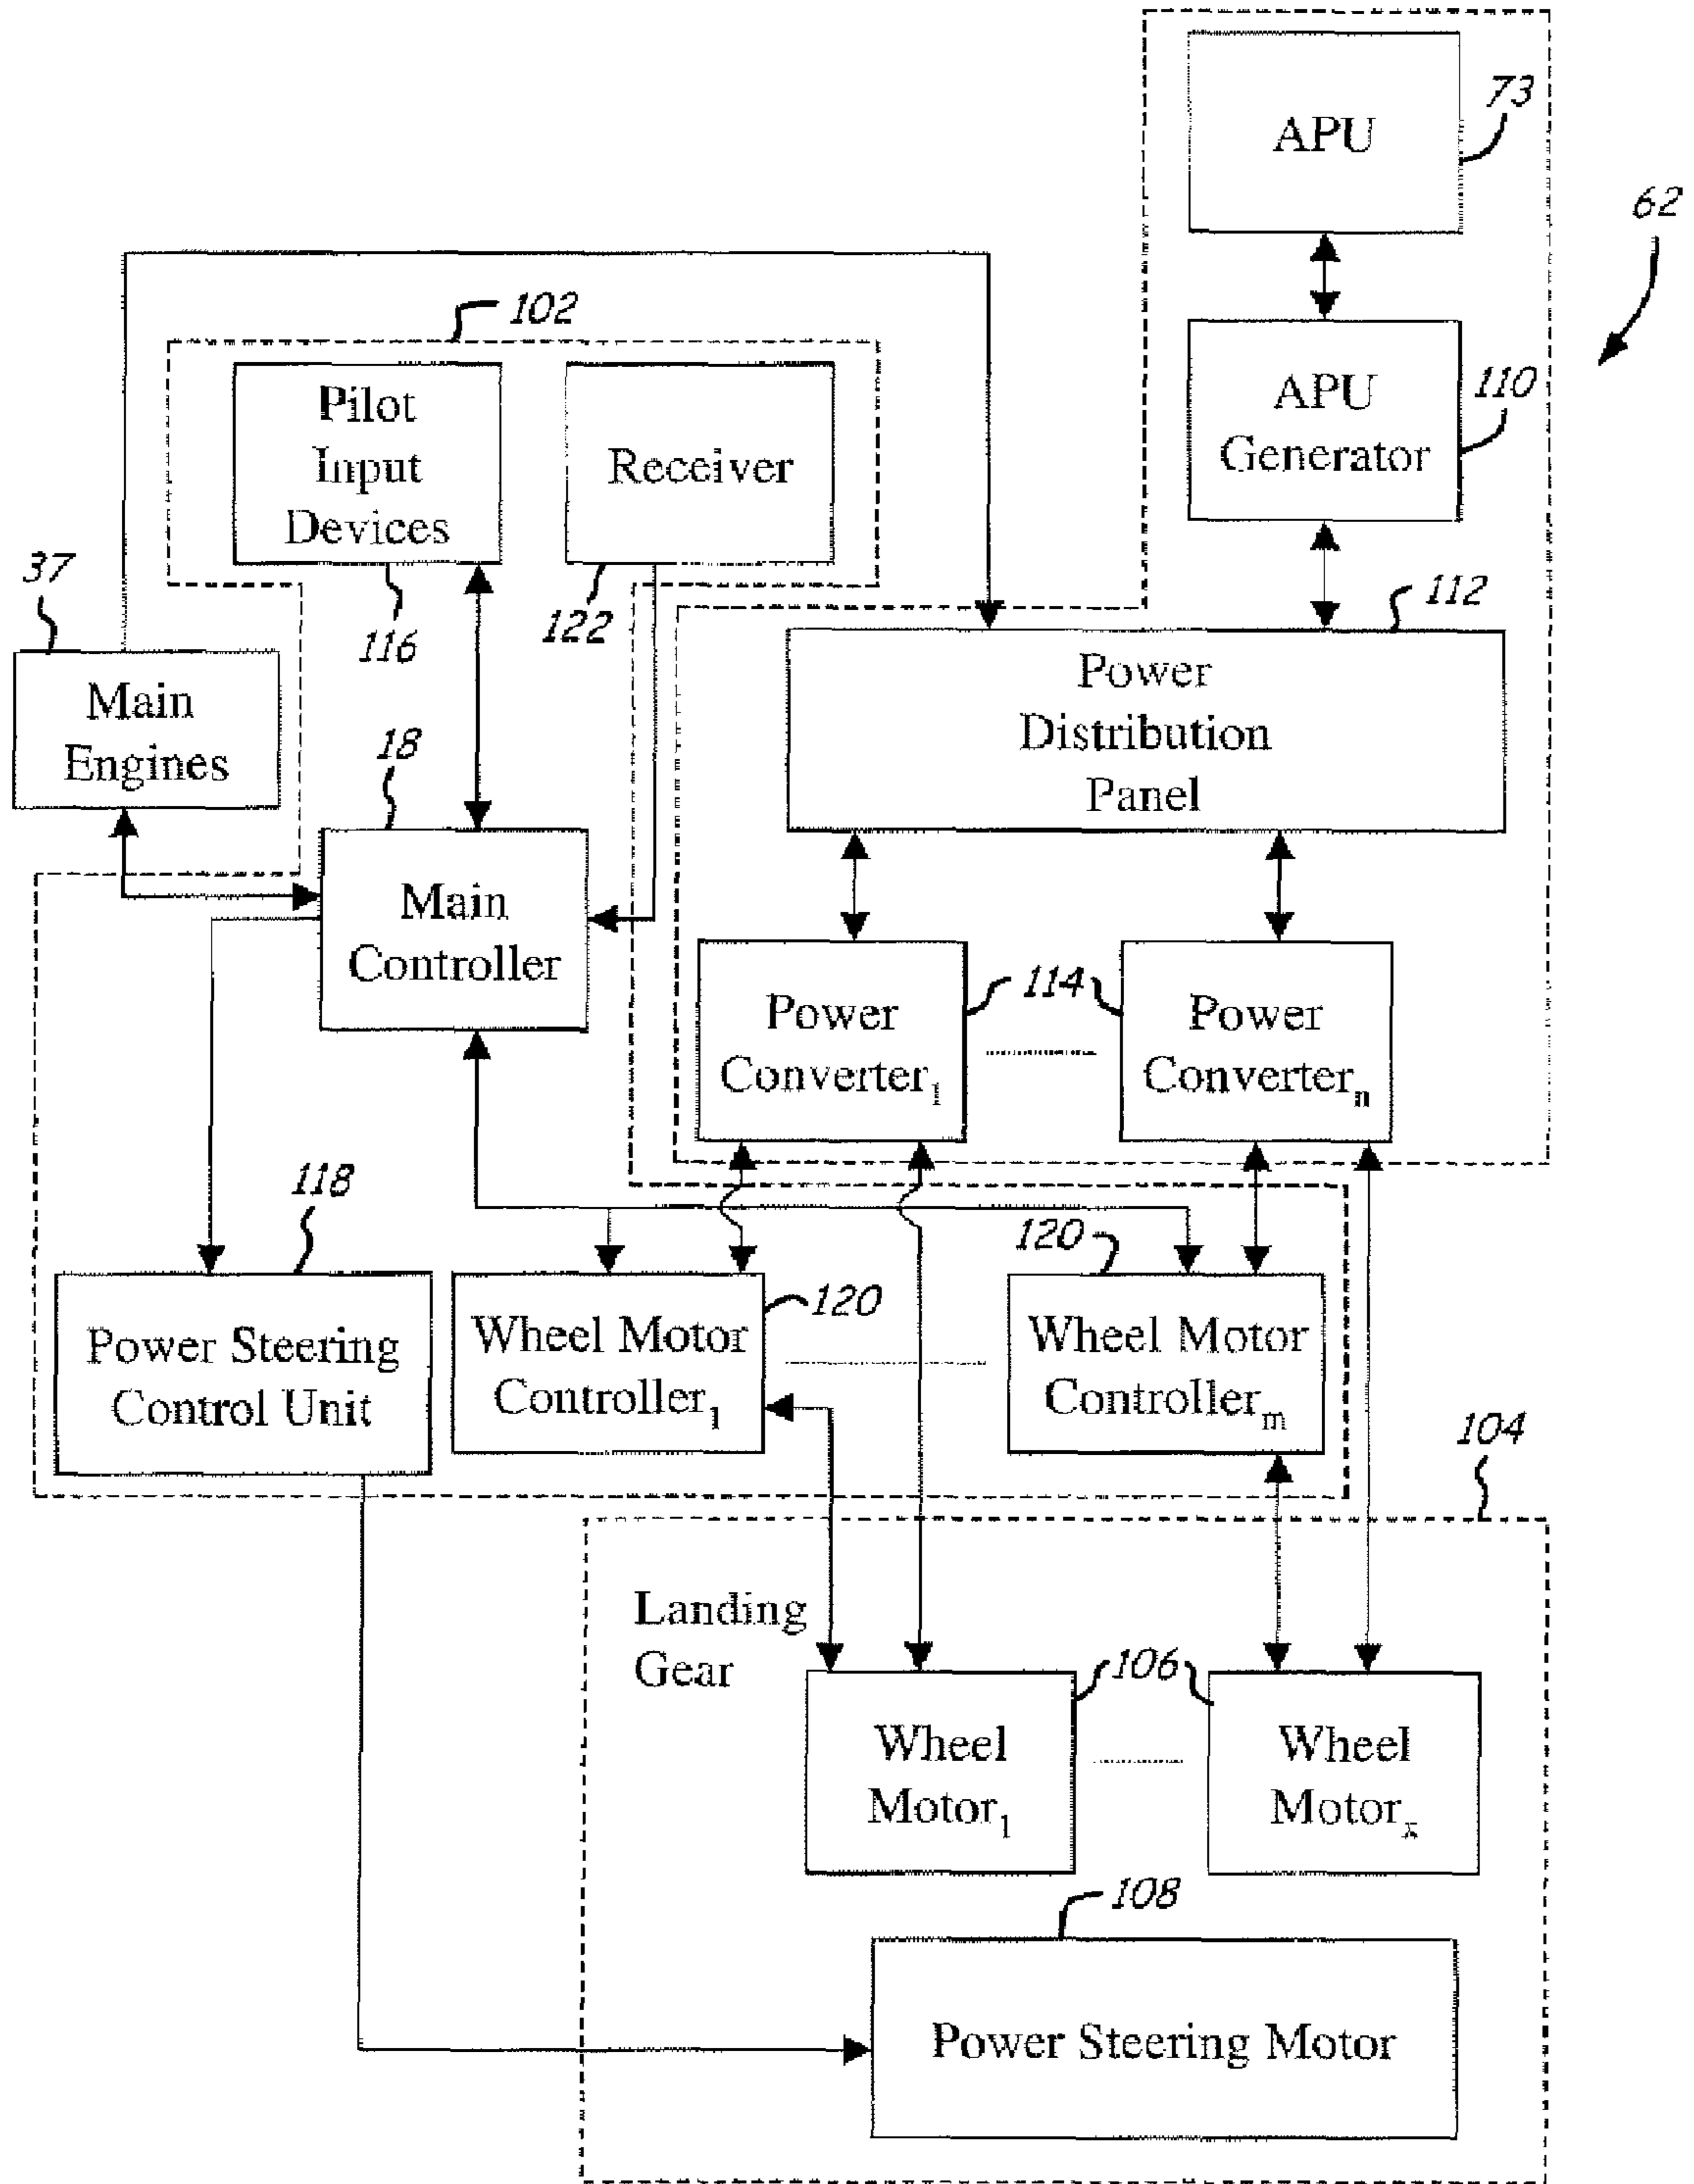 APU
73
62
102
Pilot
Input
Devices
Receiver
APU
Generator
110
37
116
122
112
Main
Engines
18
Power
Distribution
Panel
Main
Controller
114
Power
Converter1
Power
Convertern
118
120
Power Steering
Control Unit
Wheel Motor
Controller1
120
Wheel Motor
Controllerm
104
Landing
Gear
106
Wheel
Motor1
Wheel
Motorx
108
Power Steering Motor